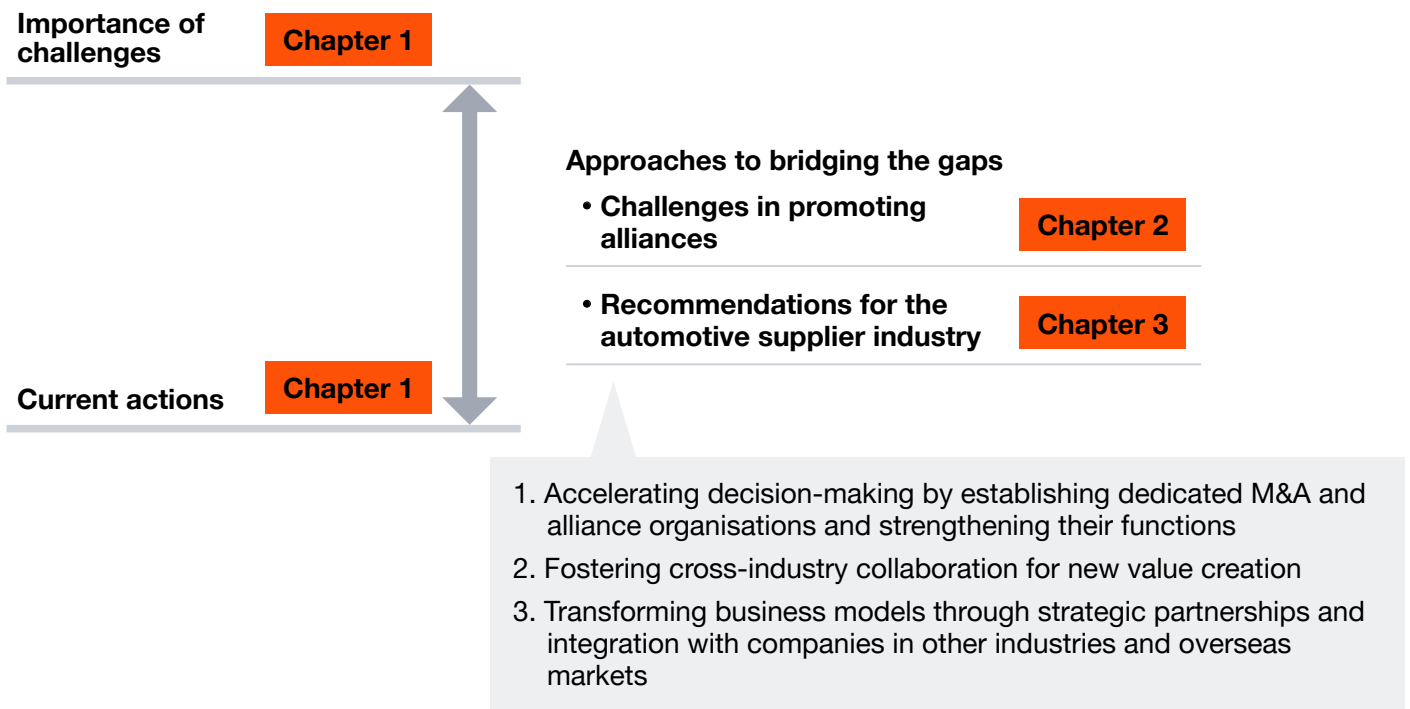 Importance of
challenges
Chapter 1
Approaches to bridging the gaps
• Challenges in promoting
alliances
Chapter 2
• Recommendations for the
automotive supplier industry
Chapter 3
Current actions
Chapter 1
1. Accelerating decision-making by establishing dedicated M&A and
alliance organisations and strengthening their functions
2. Fostering cross-industry collaboration for new value creation
3. Transforming business models through strategic partnerships and
integration with companies in other industries and overseas
markets